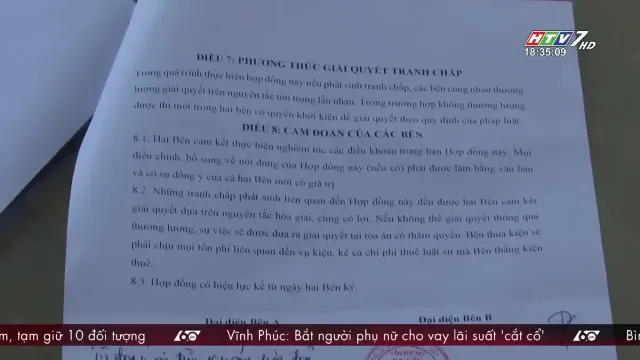 HTV7 HD
18:35:09
ĐIỀU 7: PHƯƠNG THỨC GIẢI QUYẾT TRANH CHẤP
Trong quá trình thực hiện hợp đồng này nếu phát sinh tranh chấp, các bên cùng nhau thương
lượng giải quyết trên nguyên tắc tôn trọng lẫn nhau. Trong trường hợp không thương lượng
được thì một trong hai bên có quyền khởi kiện để giải quyết theo quy định của pháp luật.
ĐIỀU 8: CAM ĐOAN CỦA CÁC BÊN
8.1. Hai Bên cam kết thực hiện nghiêm túc các điều khoản trong bản Hợp đồng này. Mọi
điều chỉnh, bổ sung về nội dung của Hợp đồng này (nếu có) phải được làm bằng văn bản
và có sự đồng ý của cả hai Bên mới có giá trị.
8.2. Những tranh chấp phát sinh liên quan đến Hợp đồng này đều được hai Bên cam kết
giải quyết dựa trên nguyên tắc hòa giải, cùng có lợi. Nếu không thể giải quyết thông qua
thương lượng, sự việc sẽ được đưa ra giải quyết tại tòa án có thẩm quyền. Bên thua kiện sẽ
phải chịu mọi tổn phí liên quan đến vụ kiện, kể cả chi phí thuê luật sư mà Bên thắng kiện
thuê.
8.3. Hợp đồng có hiệu lực kể từ ngày hai Bên ký.
Đại diện Bên A Đại diện Bên B
m, tạm giữ 10 đối tượng Vĩnh Phúc: Bắt người phụ nữ cho vay lãi suất 'cắt cổ' Bì